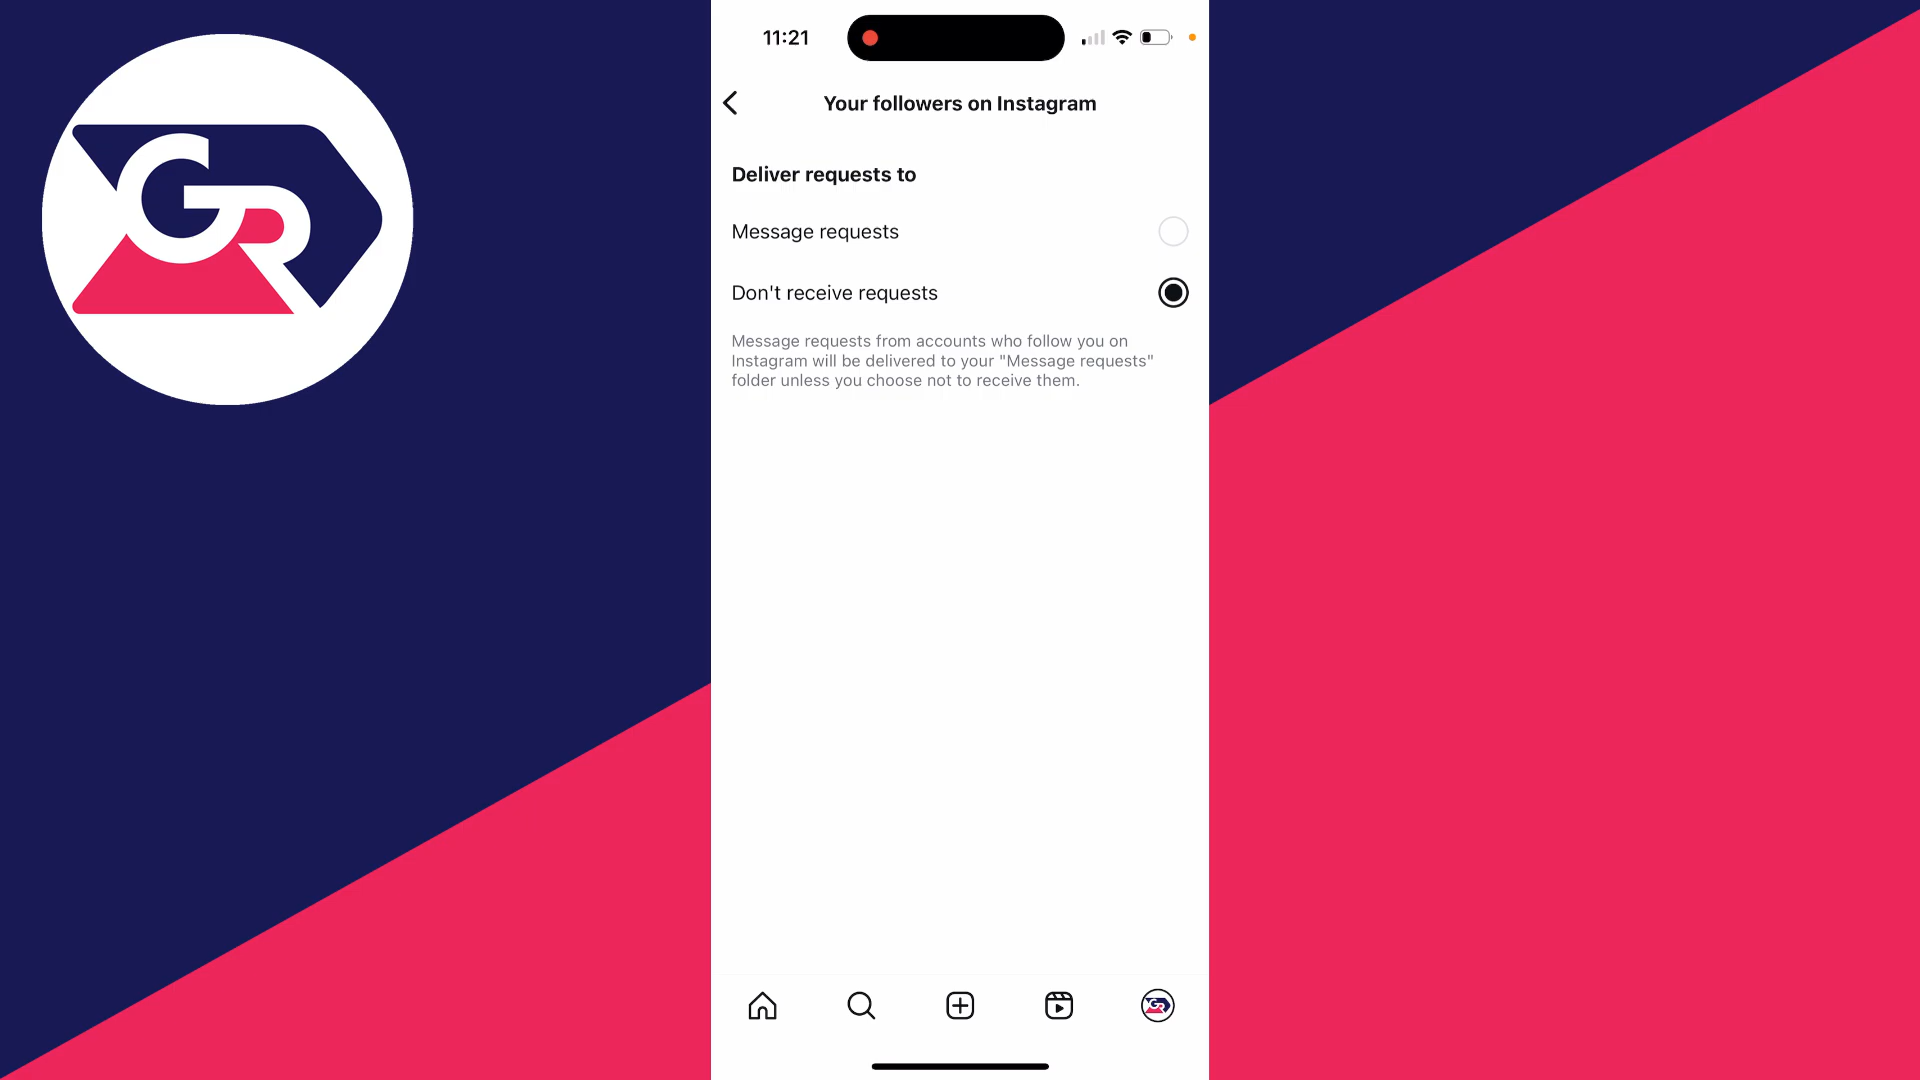 GR
11:21
Your followers on Instagram
Deliver requests to
Message requests
Don't receive requests
Message requests from accounts who follow you on
Instagram will be delivered to your "Message requests"
folder unless you choose not to receive them.
GR